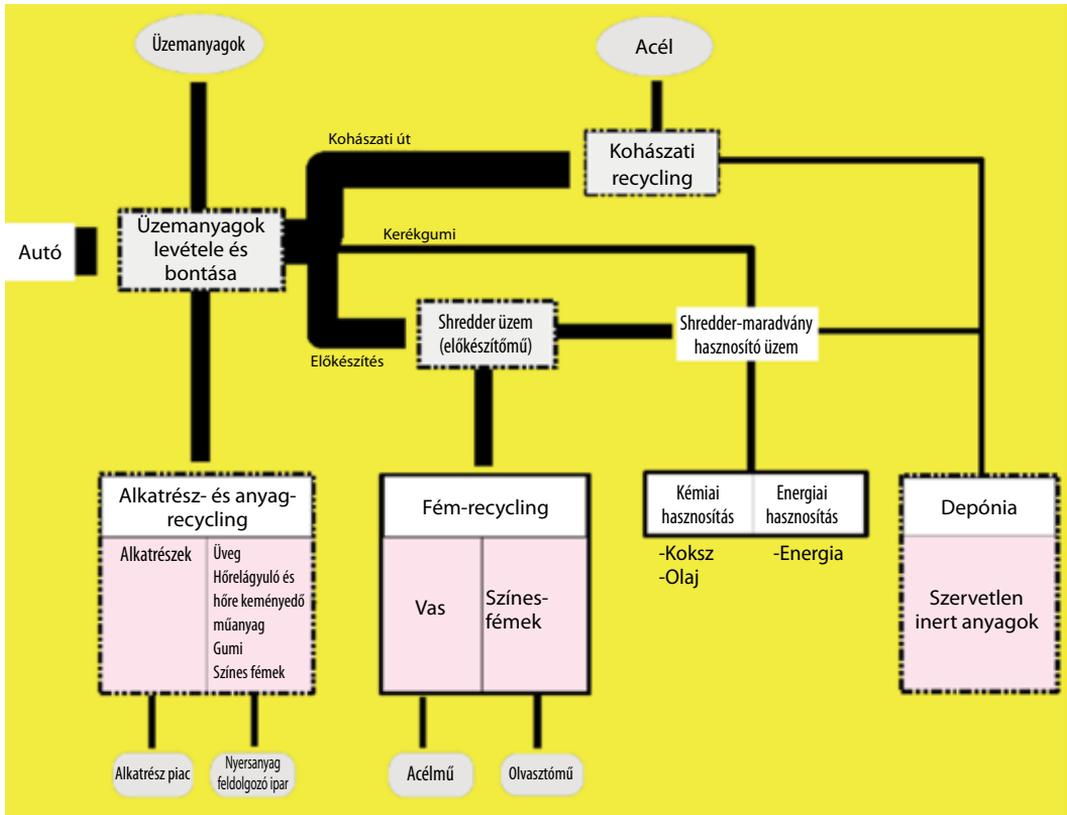 Üzemanyagok
Acél
Kohászati út
Kohászati
recycling
Autó
Üzemanyagok
levétele és
bontása
Kerékgumi
Shredder üzem
(előkészítőmű)
Shredder-maradvány
hasznosító üzem
Előkészítés
Alkatrész- és anyag-
recycling
Alkatrészek
Üveg
Hőrelágyuló és
hőre keményedő
műanyag
Gumi
Színes fémek
Fém-recycling
Vas
Színes-
fémek
Kémiai
hasznosítás
Energiai
hasznosítás
-Koksz
-Olaj
-Energia
Depónia
Szervetlen
inert anyagok
Alkatrész piac
Nyersanyag
feldolgozó ipar
Acélmű
Olvasztómű